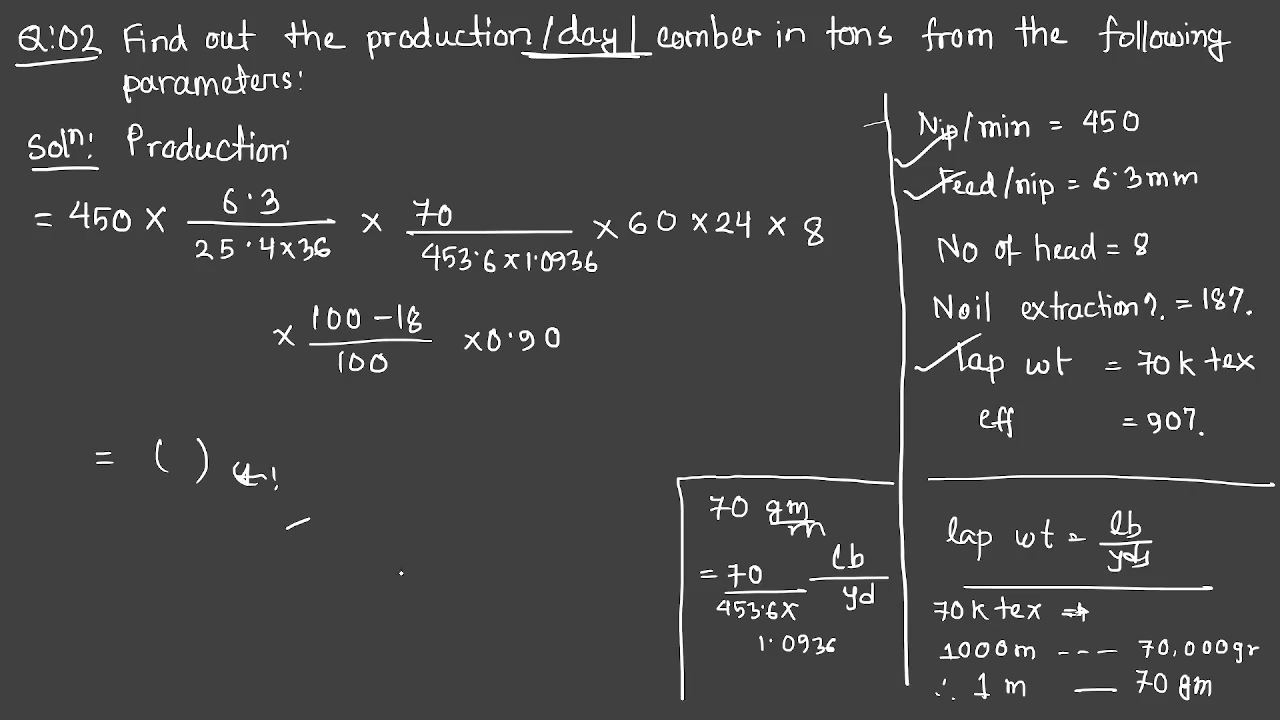 Q:02 Find out the production/day/comber in tons from the following
parameters:
Solⁿ: Production
= 450 × 6.3 / 25.4×36 × 70 / 453.6×1.0936 × 60 × 24 × 8
× 100-18 / 100 × 0.90
= ( )
Nip/min = 450
Feed/nip = 6.3mm
No of head = 8
Noil extraction% = 18%
Lap wt = 70k tex
eff = 90%
lap wt = lb / yds
70k tex ⇒
1000m --- 70,000gr
∴ 1 m — 70 gm
70 gm / m
= 70 / 453.6× 1.0936 lb / yd